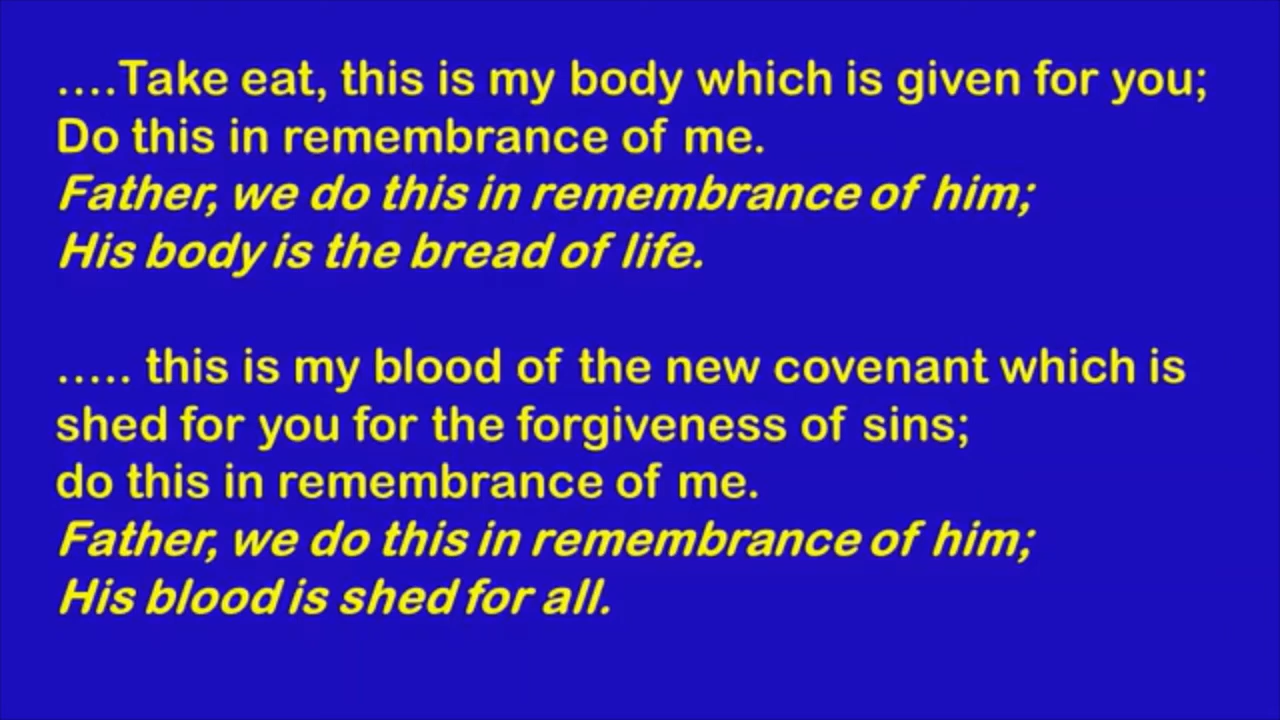 ....Take eat, this is my body which is given for you;
Do this in remembrance of me.
Father, we do this in remembrance of him;
His body is the bread of life.
..... this is my blood of the new covenant which is
shed for you for the forgiveness of sins;
do this in remembrance of me.
Father, we do this in remembrance of him;
His blood is shed for all.